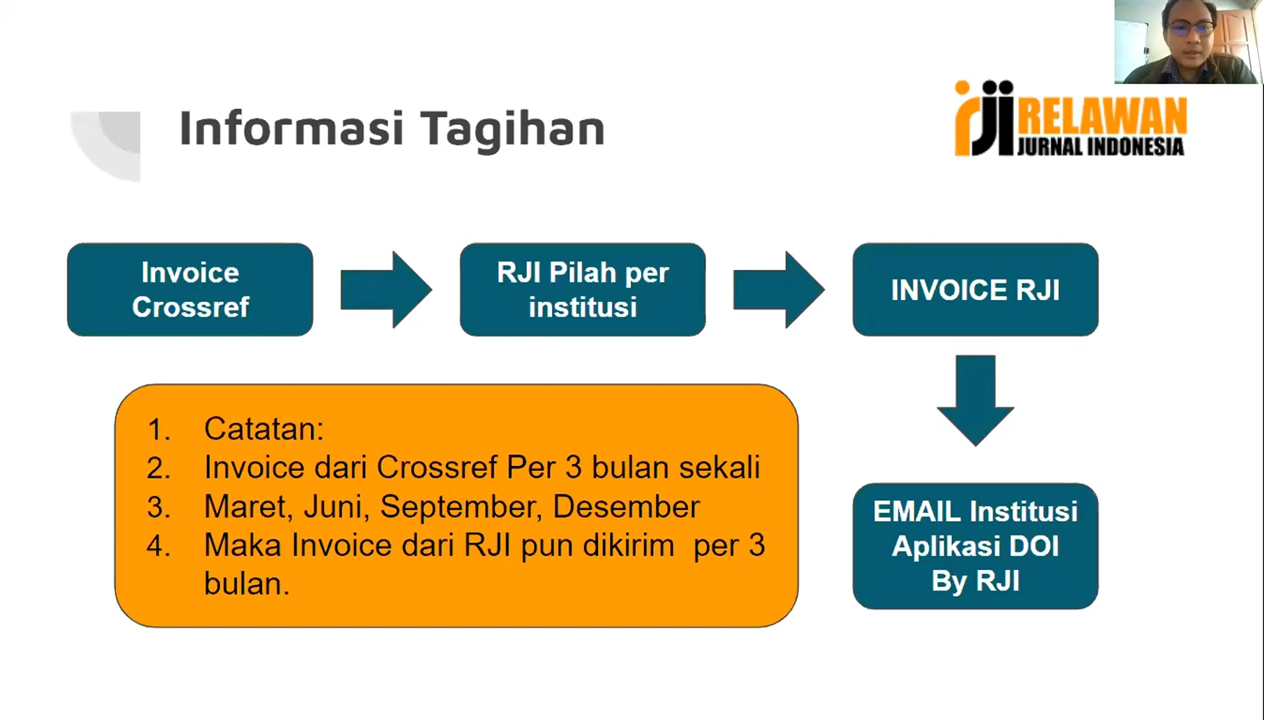 Informasi Tagihan
rji RELAWAN
JURNAL INDONESIA
Invoice
Crossref
RJI Pilah per
institusi
INVOICE RJI
1. Catatan:
2. Invoice dari Crossref Per 3 bulan sekali
3. Maret, Juni, September, Desember
4. Maka Invoice dari RJI pun dikirim per 3
bulan.
EMAIL Institusi
Aplikasi DOI
By RJI